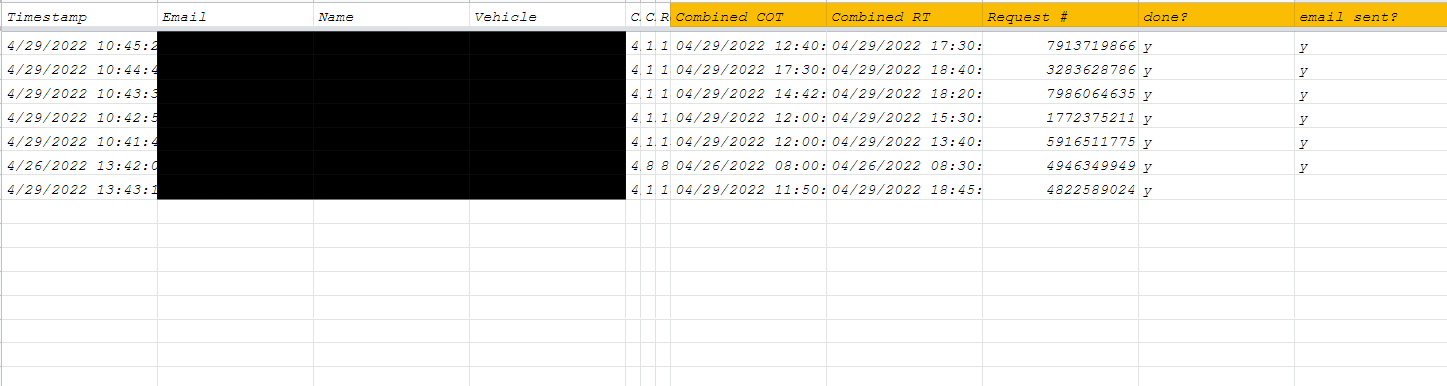 Timestamp Email Name Vehicle C C R Combined COT Combined RT Request # done? email sent?
4/29/2022 10:45:2 4 1 1 04/29/2022 12:40: 04/29/2022 17:30: 7913719866 y y
4/29/2022 10:44:4 4 1 1 04/29/2022 17:30: 04/29/2022 18:40: 3283628786 y y
4/29/2022 10:43:3 4 1 1 04/29/2022 14:42: 04/29/2022 18:20: 7986064635 y y
4/29/2022 10:42:5 4 1 1 04/29/2022 12:00: 04/29/2022 15:30: 1772375211 y y
4/29/2022 10:41:4 4 1 1 04/29/2022 12:00: 04/29/2022 13:40: 5916511775 y y
4/26/2022 13:42:0 4 8 8 04/26/2022 08:00: 04/26/2022 08:30: 4946349949 y y
4/29/2022 13:43:1 4 1 1 04/29/2022 11:50: 04/29/2022 18:45: 4822589024 y